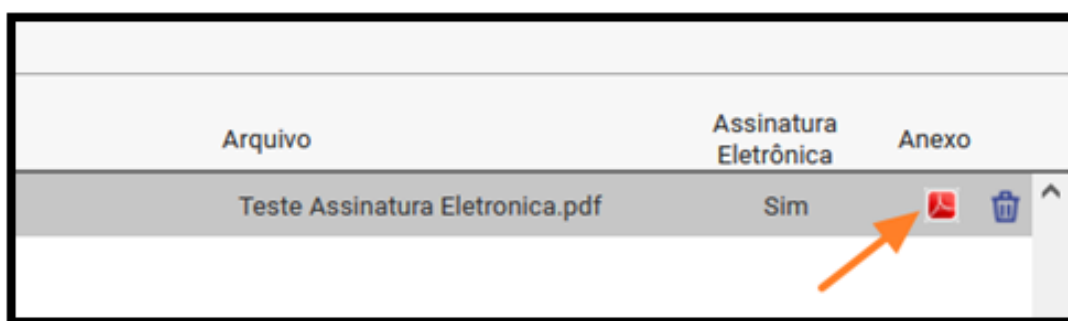 Arquivo
Assinatura
Eletrônica
Anexo
Teste Assinatura Eletronica.pdf
Sim